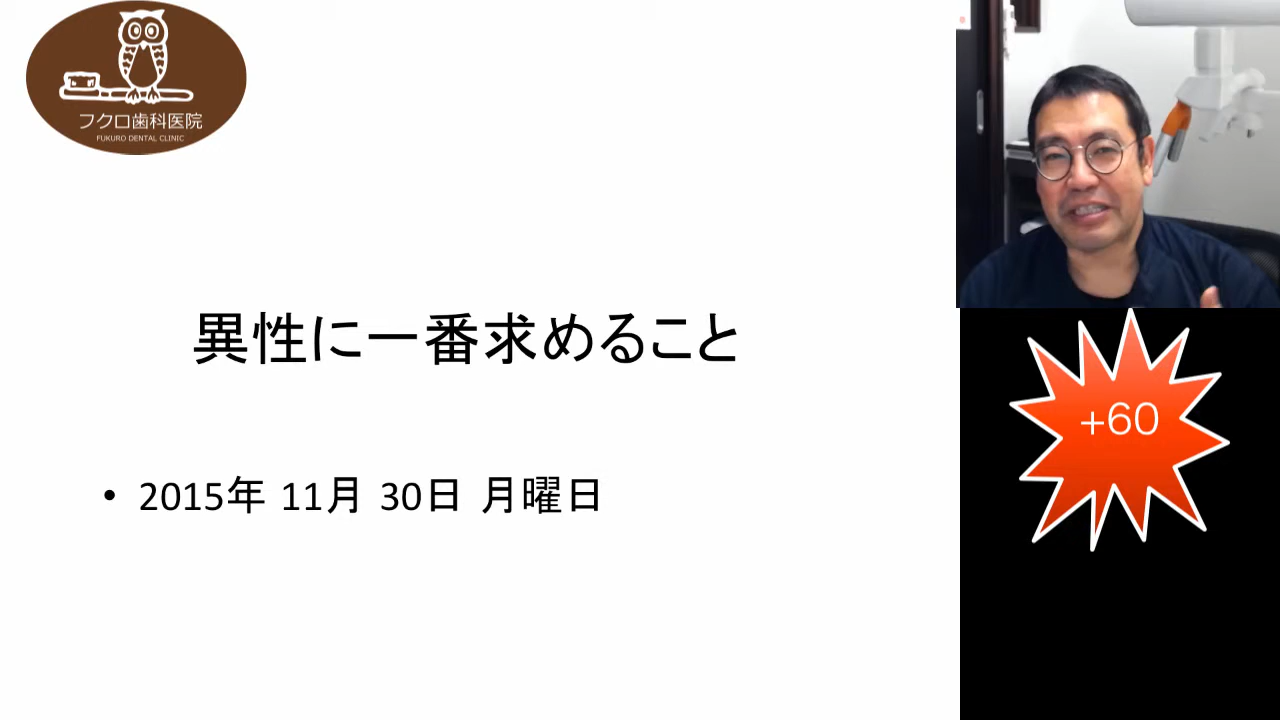 フクロ歯科医院
FUKURO DENTAL CLINIC
異性に一番求めること
• 2015年 11月 30日 月曜日
+60